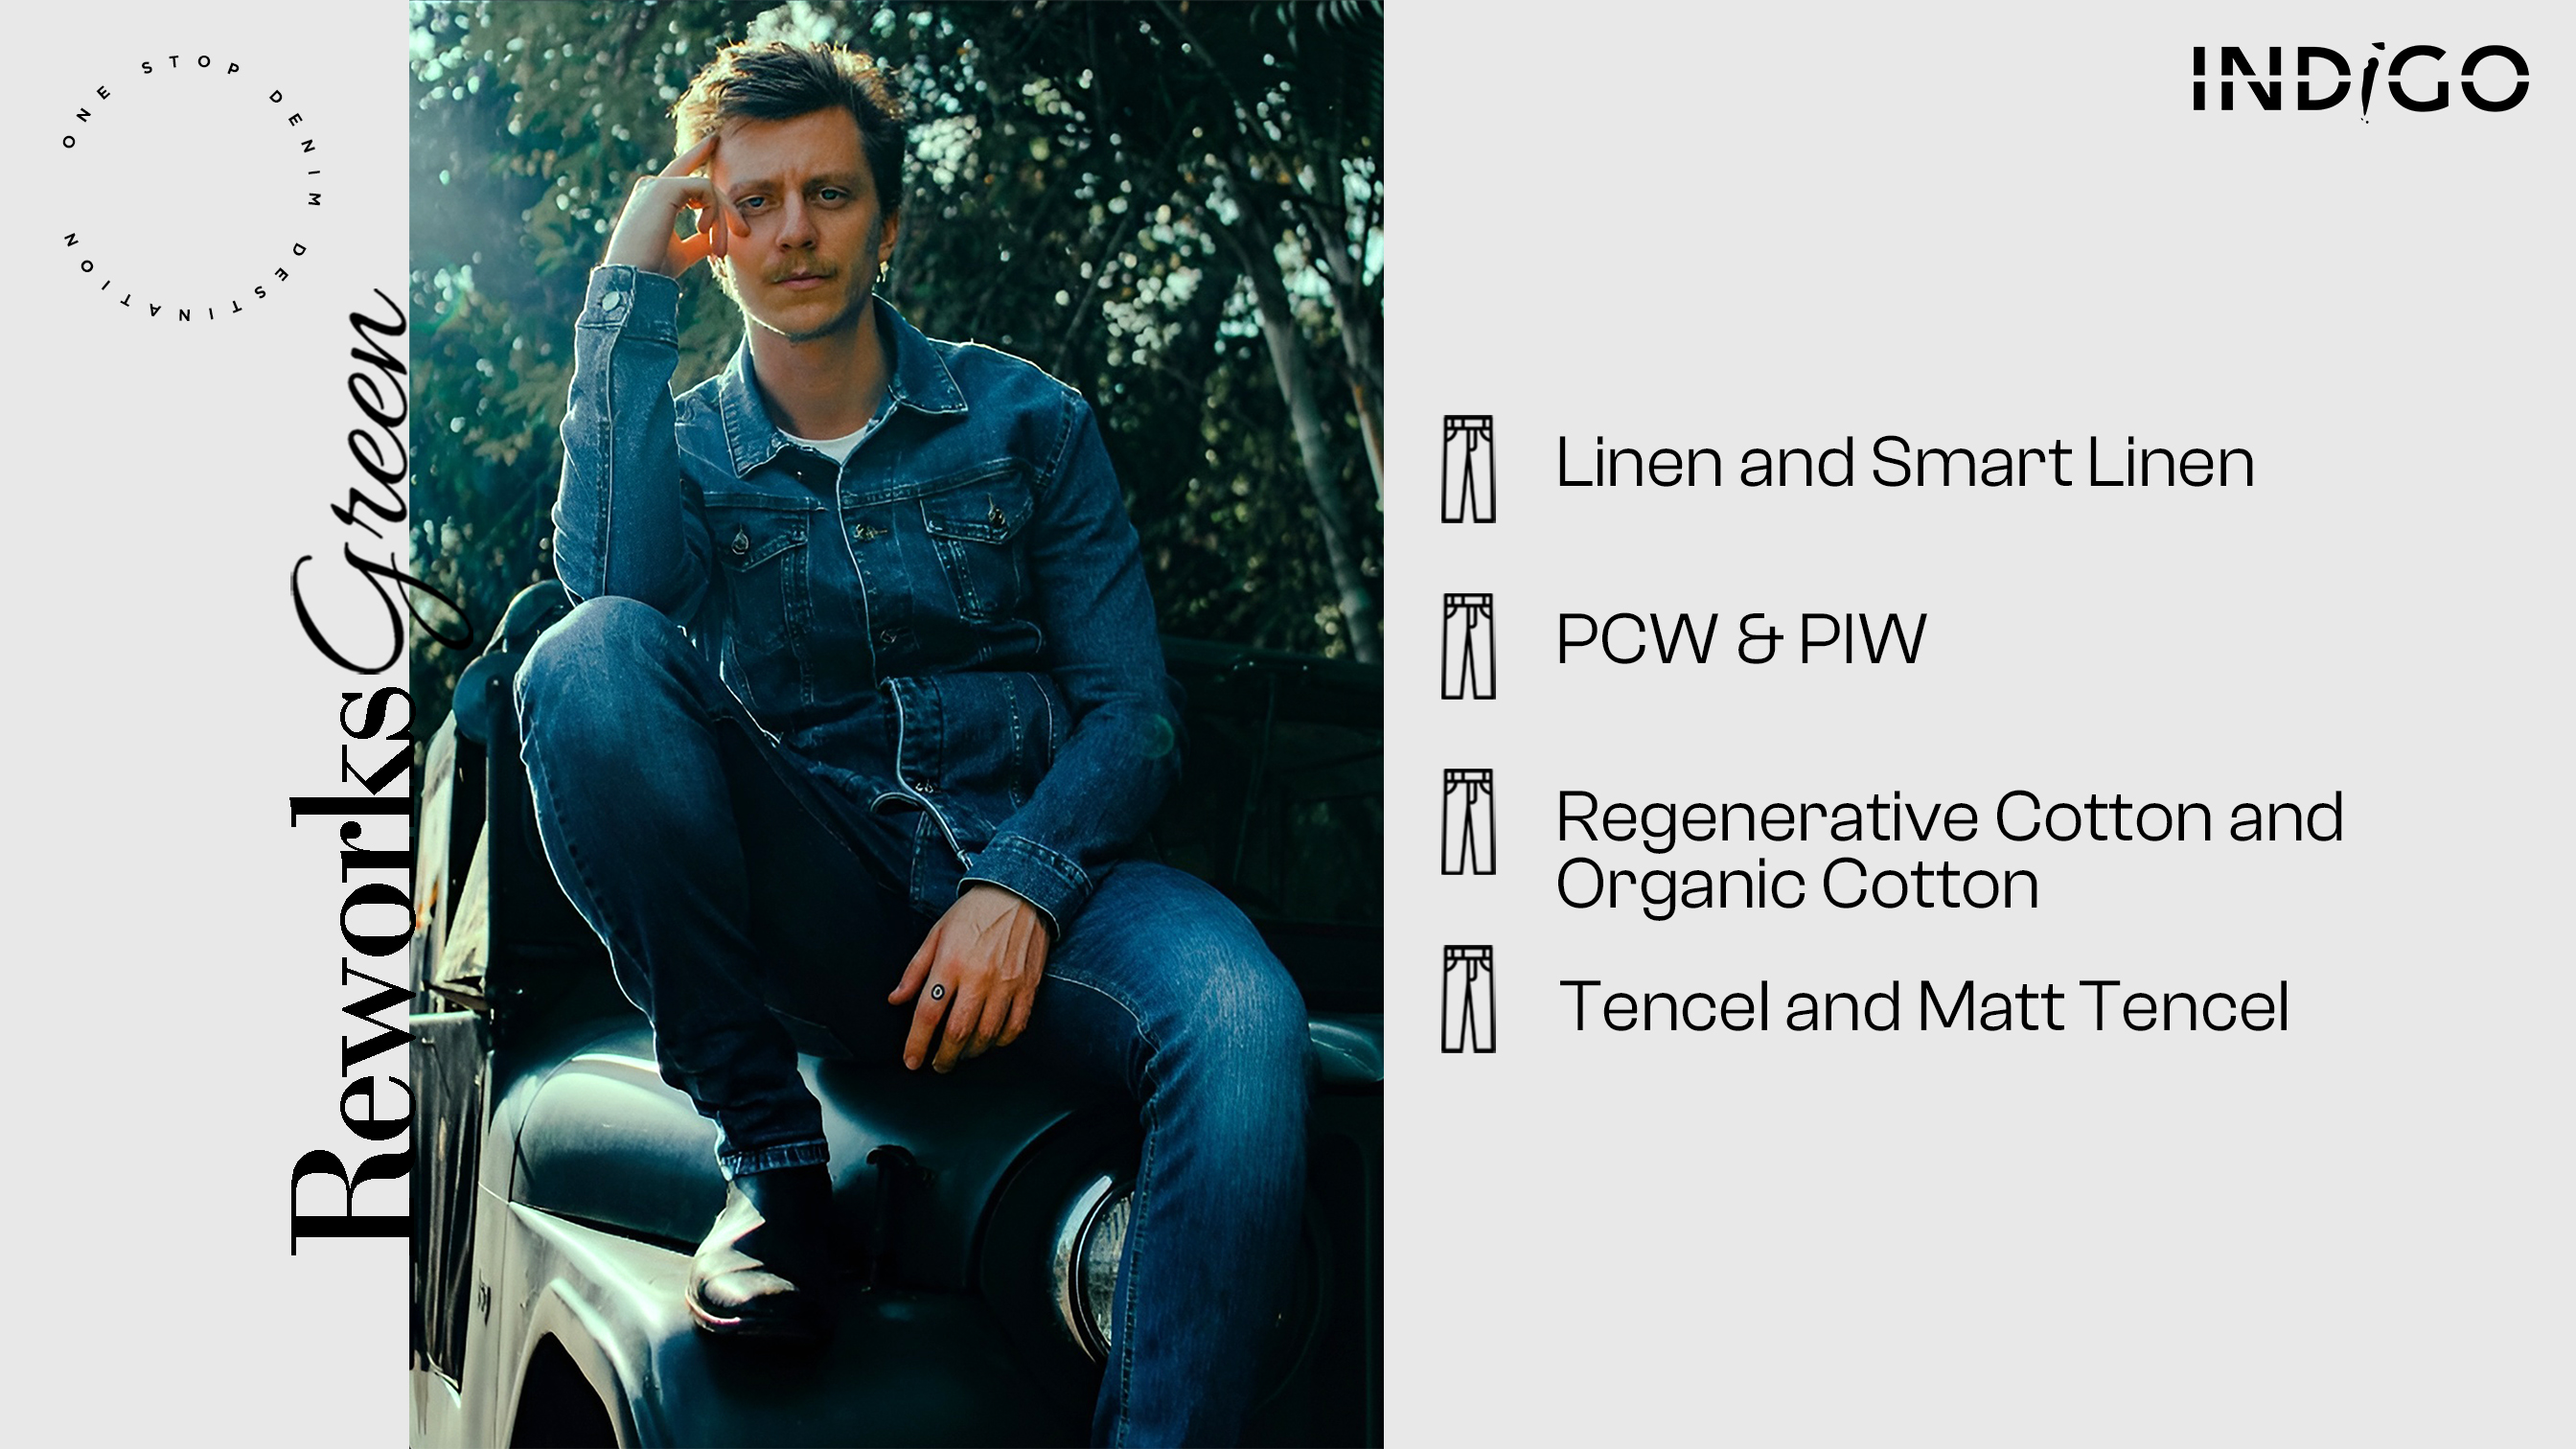 ONE STOP DENIM DESTINATION
INDiGO
Reworks Green
Linen and Smart Linen
PCW & PIW
Regenerative Cotton and
Organic Cotton
Tencel and Matt Tencel